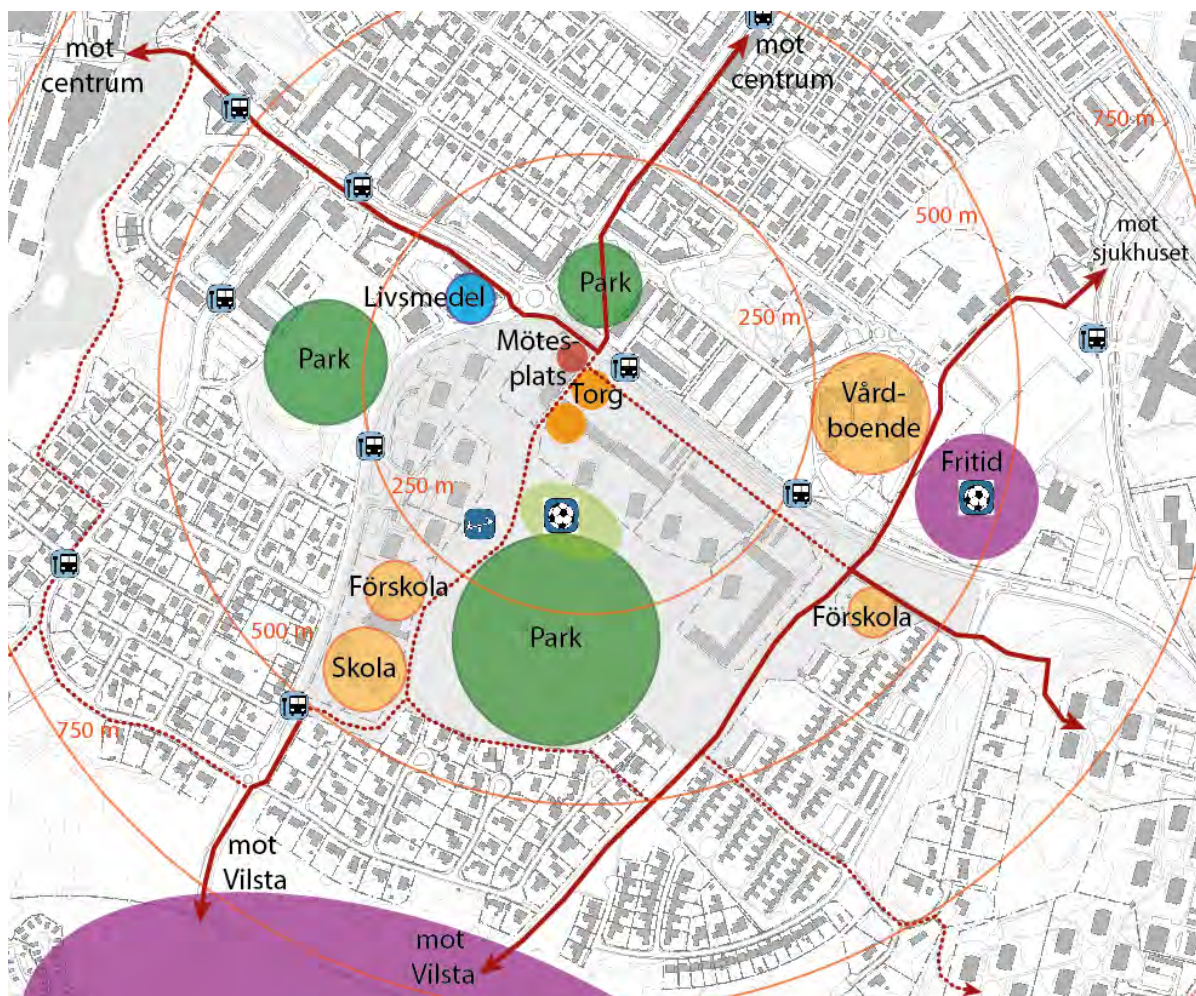 mot
centrum
mot
centrum
750 m
500 m
mot
sjukhuset
Livsmedel
Park
250 m
Park
Mötes-
plats
Torg
Vård-
boende
Fritid
250 m
Förskola
Förskola
500 m
Skola
Park
750 m
mot
Vilsta
mot
Vilsta